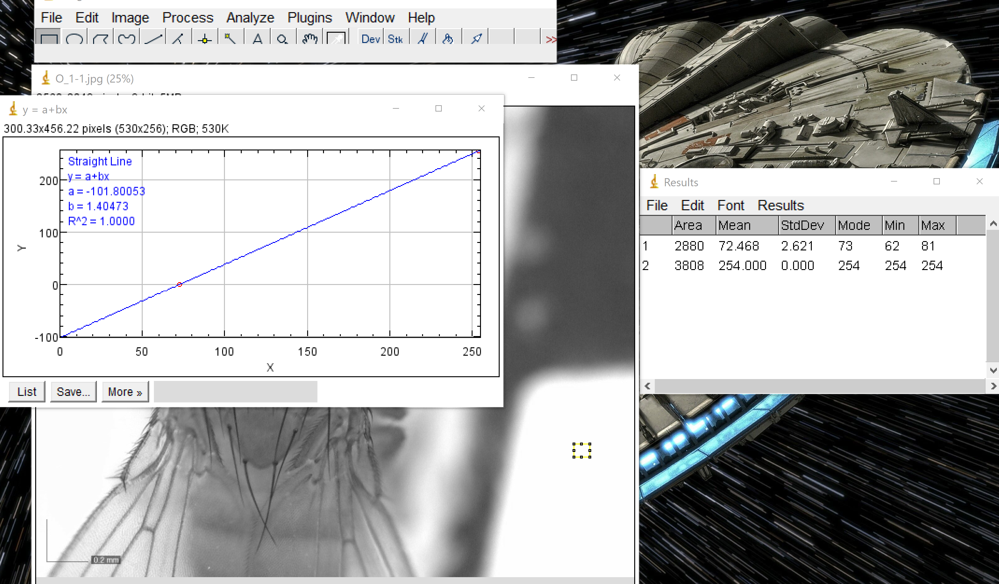 File Edit Image Process Analyze Plugins Window Help
Dev Stk >>
O_1-1.jpg (25%)
y = a+bx
300.33x456.22 pixels (530x256); RGB; 530K
Straight Line
y = a+bx
a = -101.80053
b = 1.40473
R^2 = 1.0000
200
100
0
-100
Y
0 50 100 150 200 250
X
List Save... More »
0.2 mm
Results
File Edit Font Results
Area Mean StdDev Mode Min Max
1 2880 72.468 2.621 73 62 81
2 3808 254.000 0.000 254 254 254